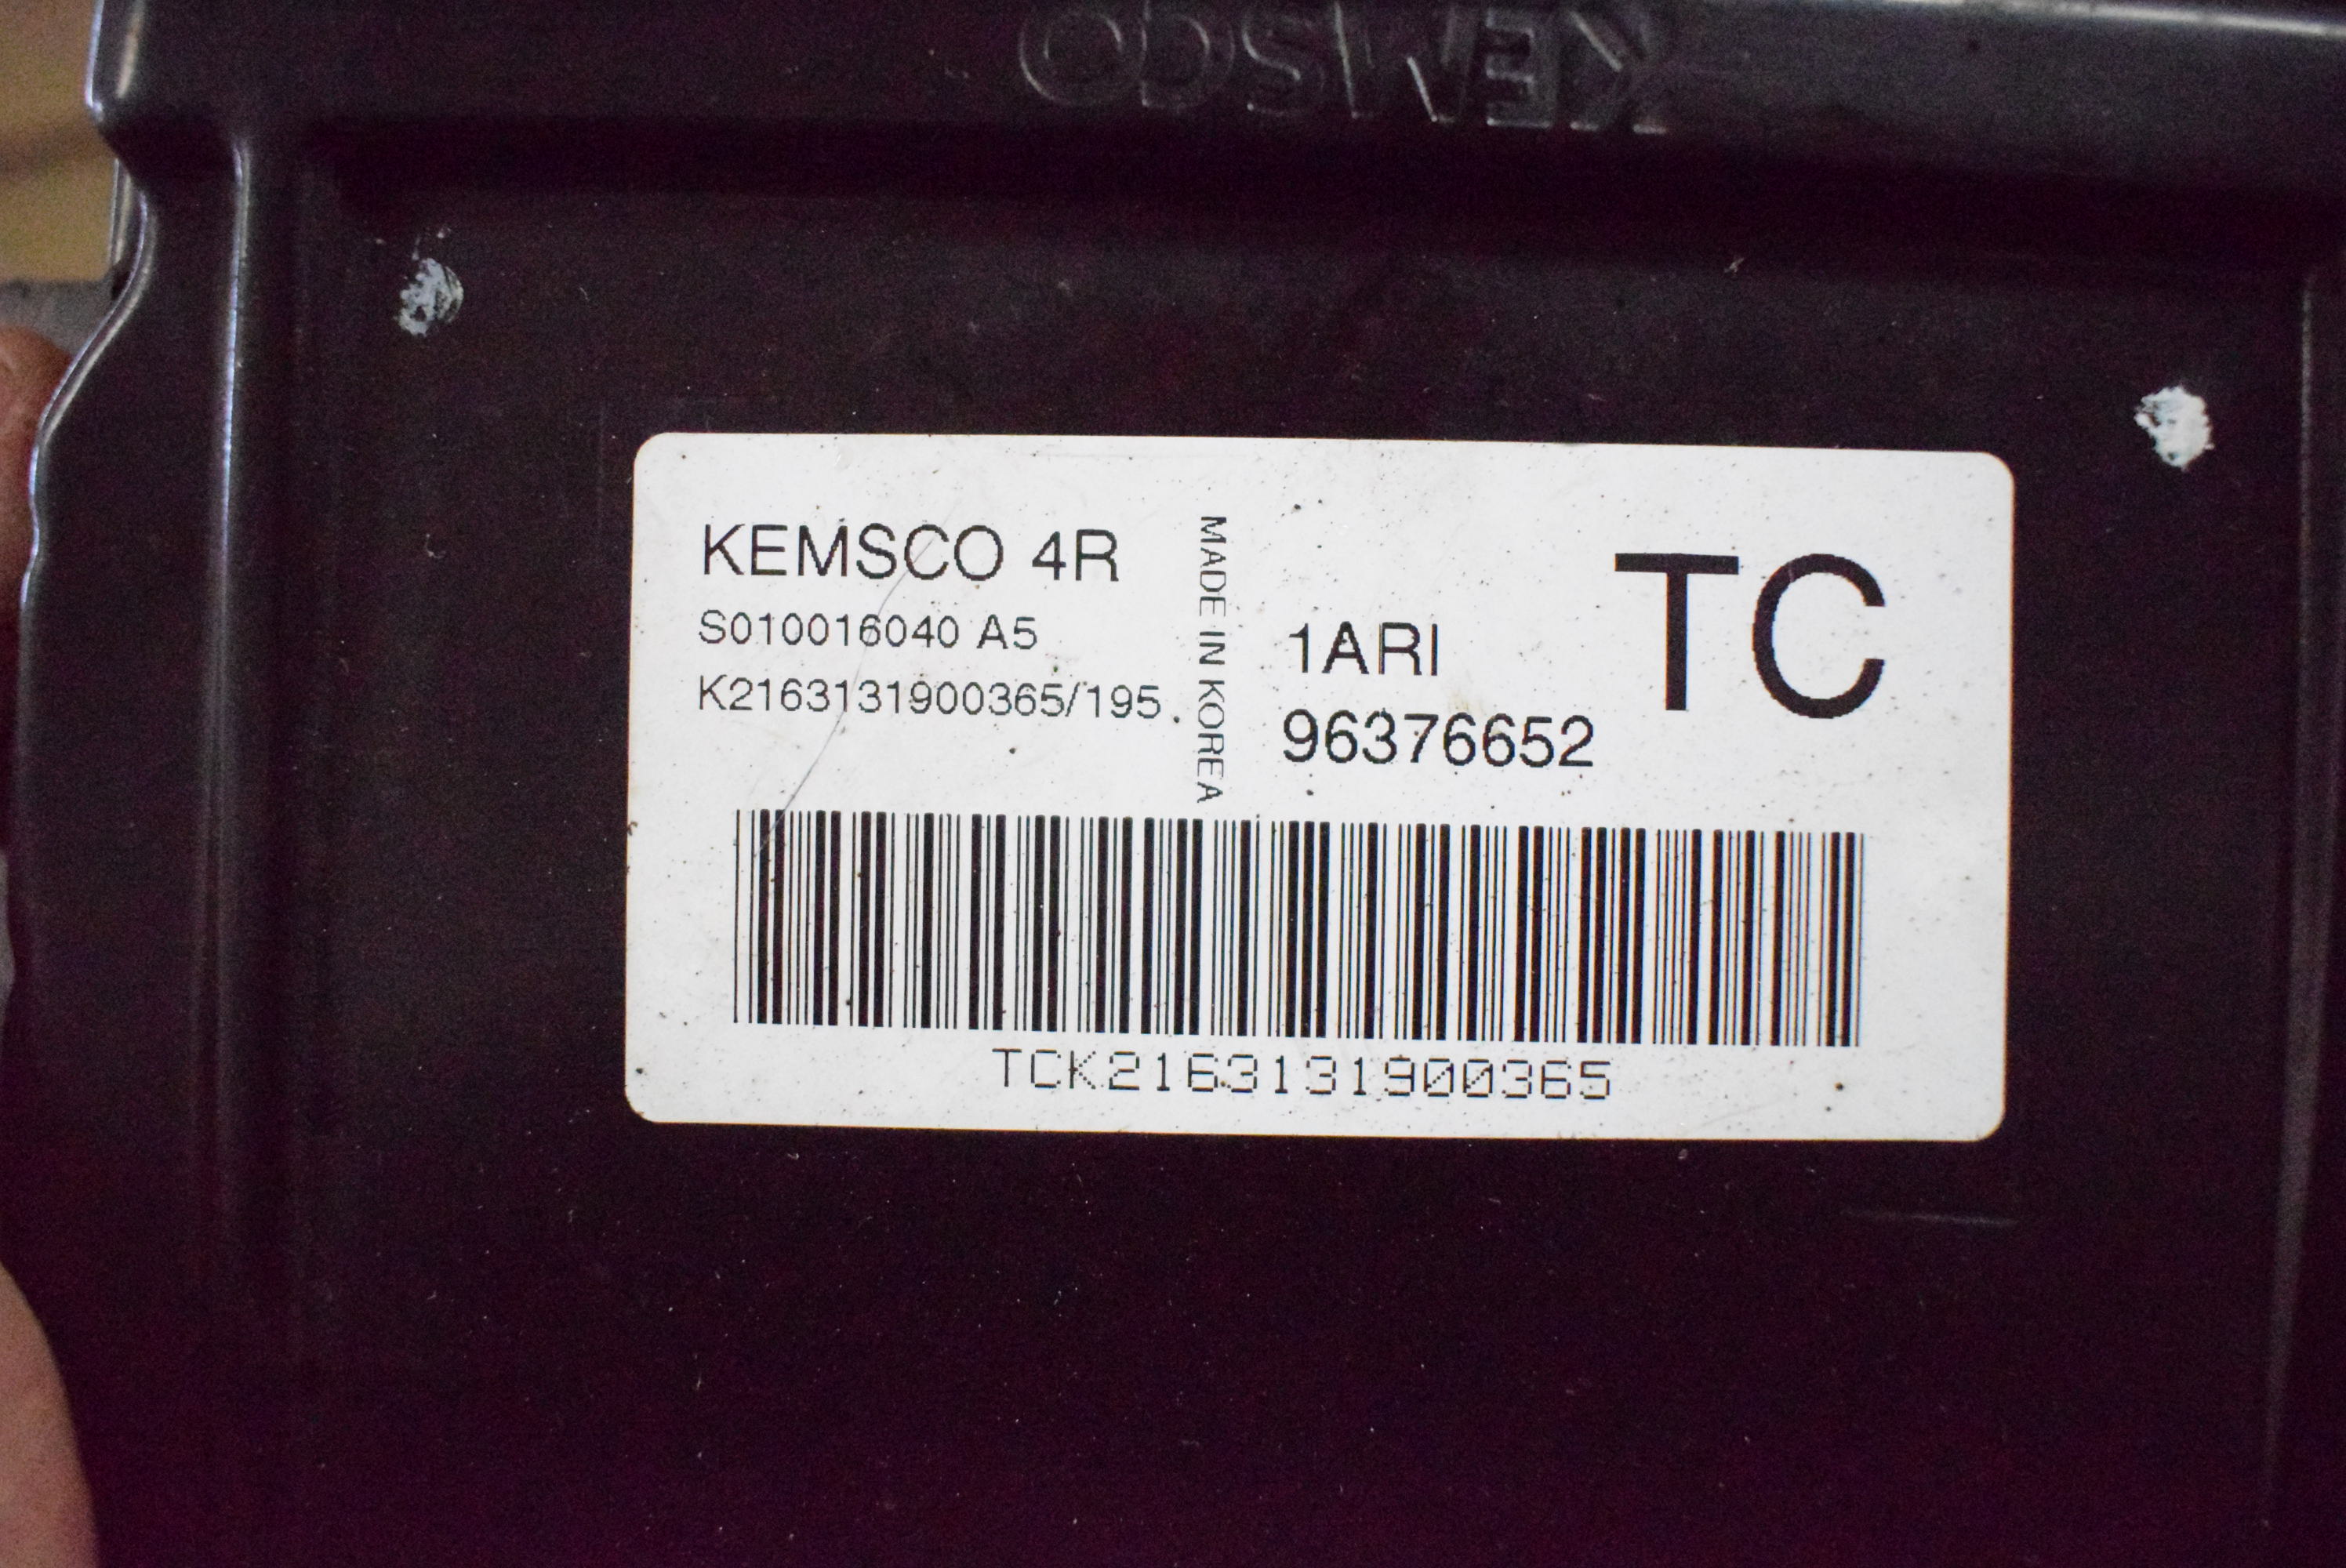 KEMSCO
KEMSCO 4R
S010016040 A5
K2163131900365/195
MADE IN KOREA
1ARI
96376652
TC
TCK2163131900365